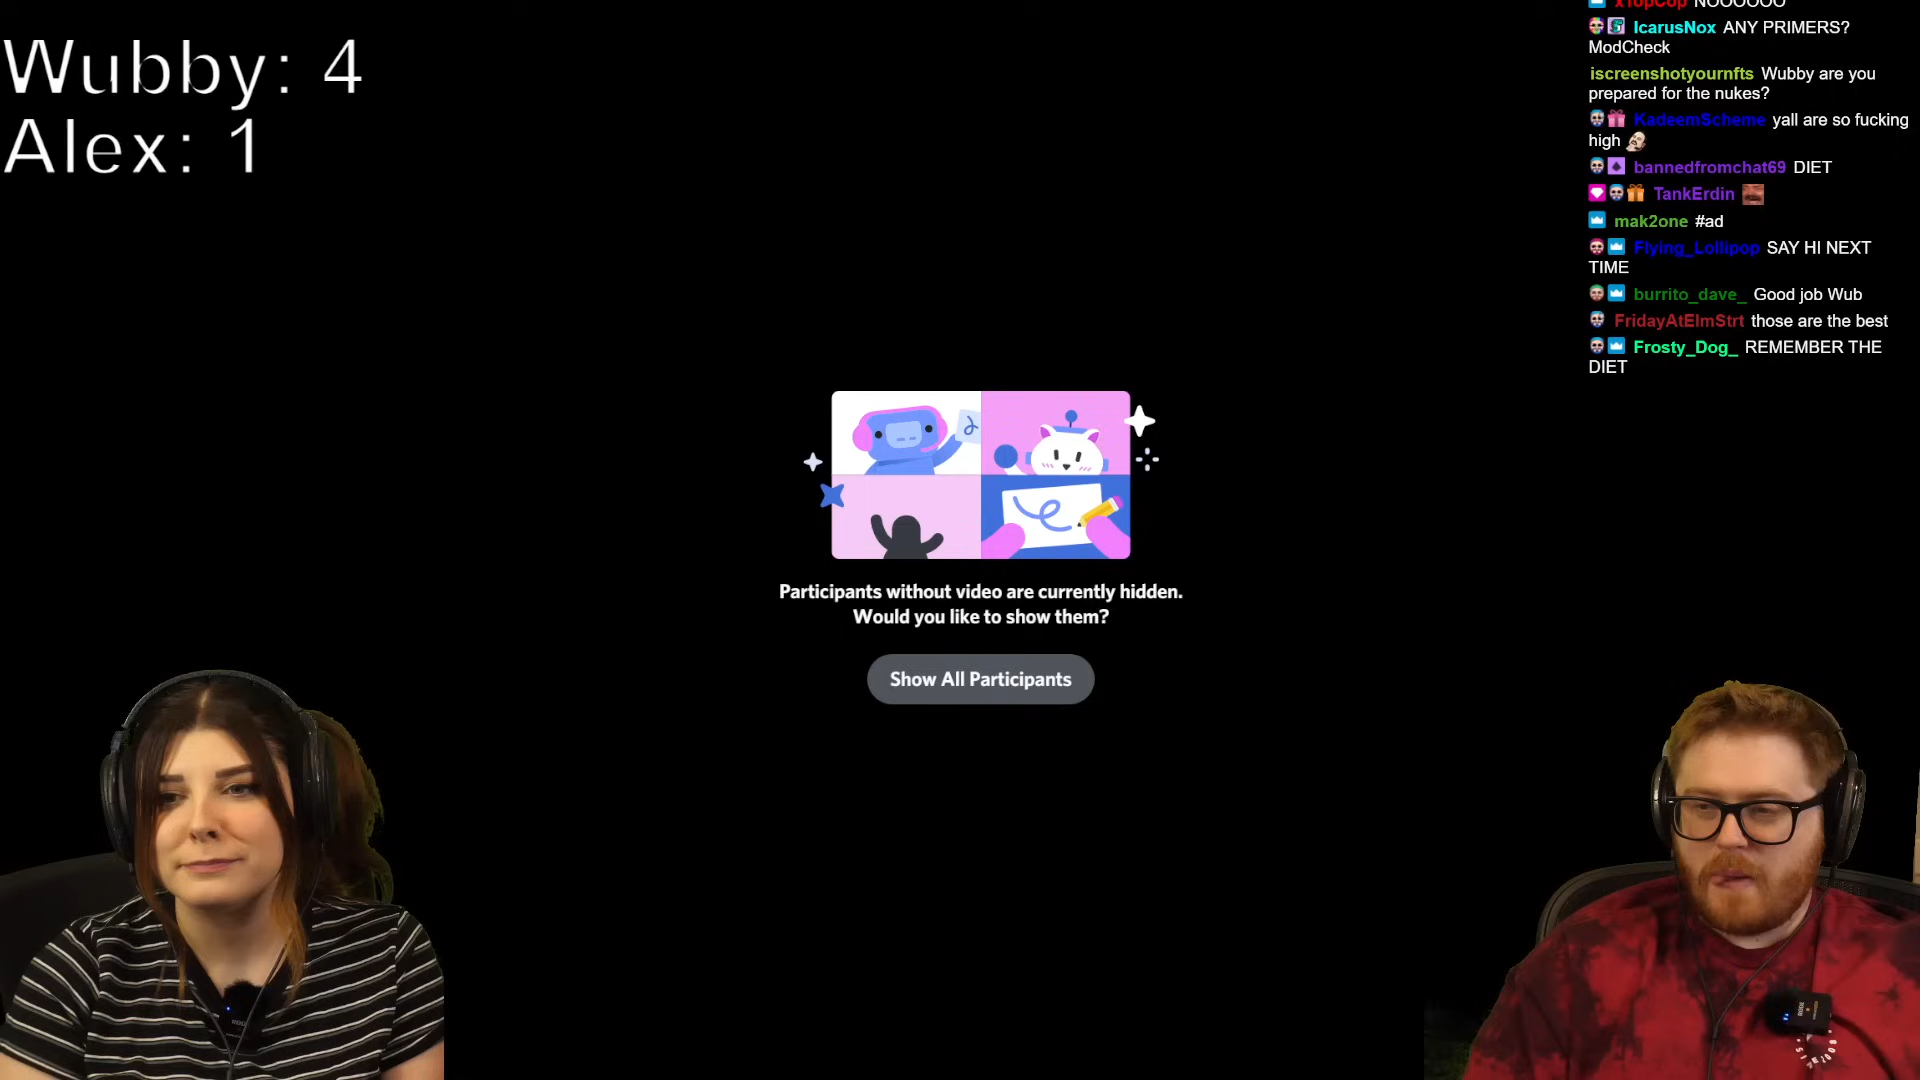 Wubby: 4
Alex: 1
xTopCop NOOOOOO
IcarusNox ANY PRIMERS?
ModCheck
iscreenshotyournfts Wubby are you
prepared for the nukes?
KadeemScheme yall are so fucking
high
bannedfromchat69 DIET
TankErdin
mak2one #ad
Flying_Lollipop SAY HI NEXT
TIME
burrito_dave_ Good job Wub
FridayAtElmStrt those are the best
Frosty_Dog_ REMEMBER THE
DIET
Participants without video are currently hidden.
Would you like to show them?
Show All Participants